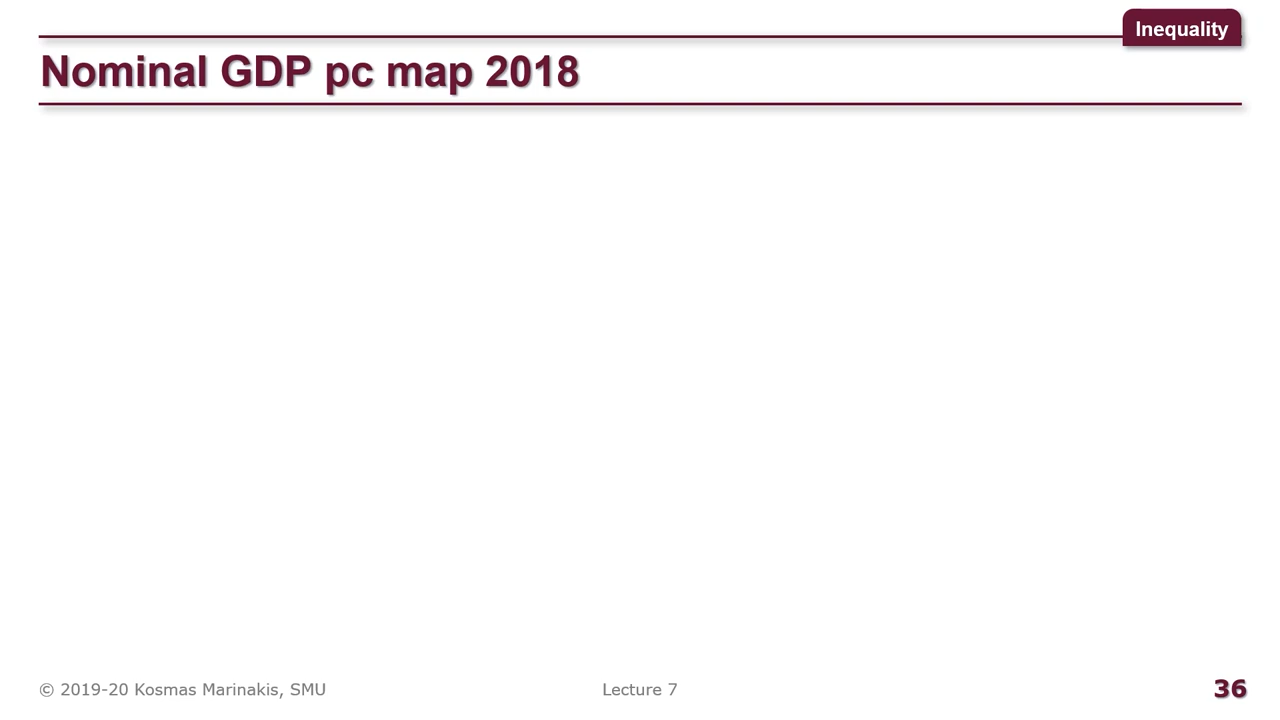 Inequality
Nominal GDP pc map 2018
© 2019-20 Kosmas Marinakis, SMU
Lecture 7
36